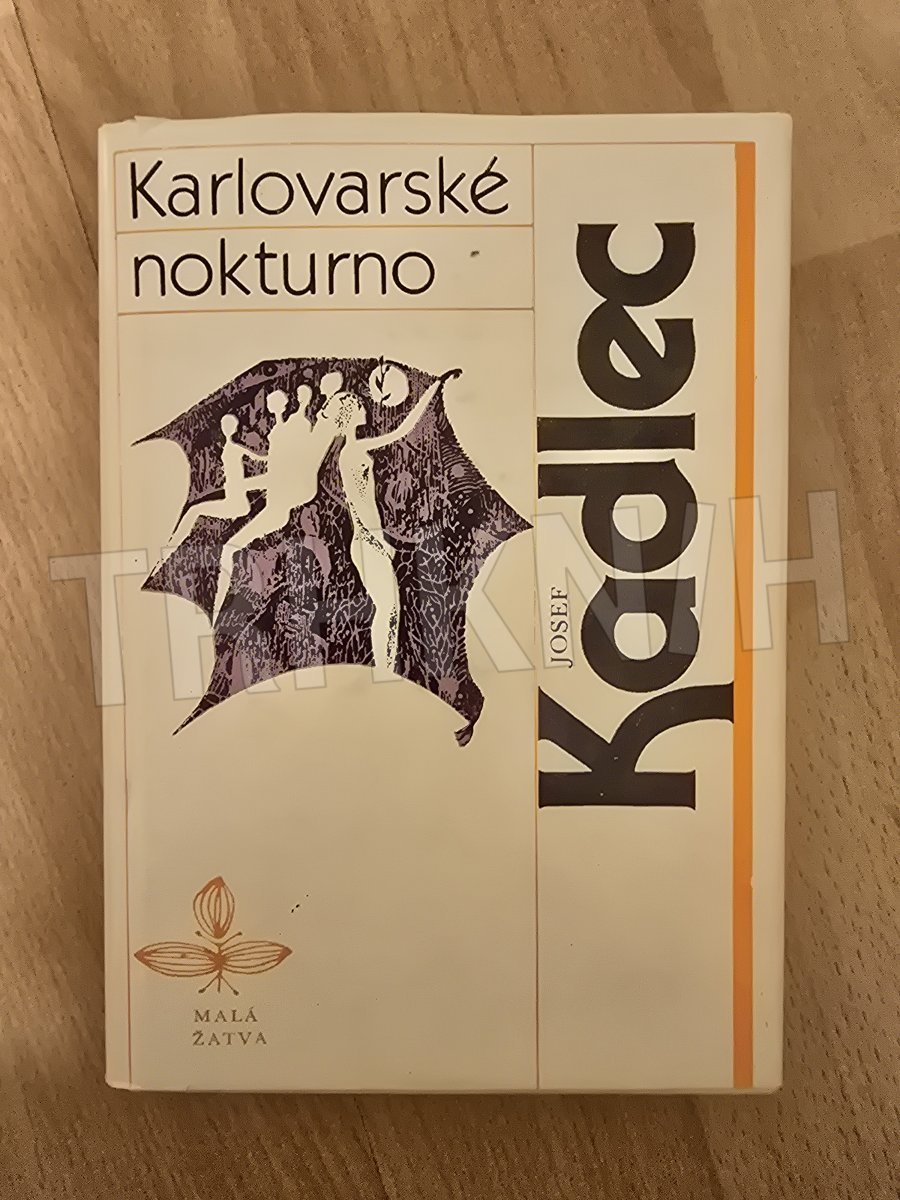 Karlovarské
nokturno
JOSEF
Kadlec
MALÁ
ŽATVA